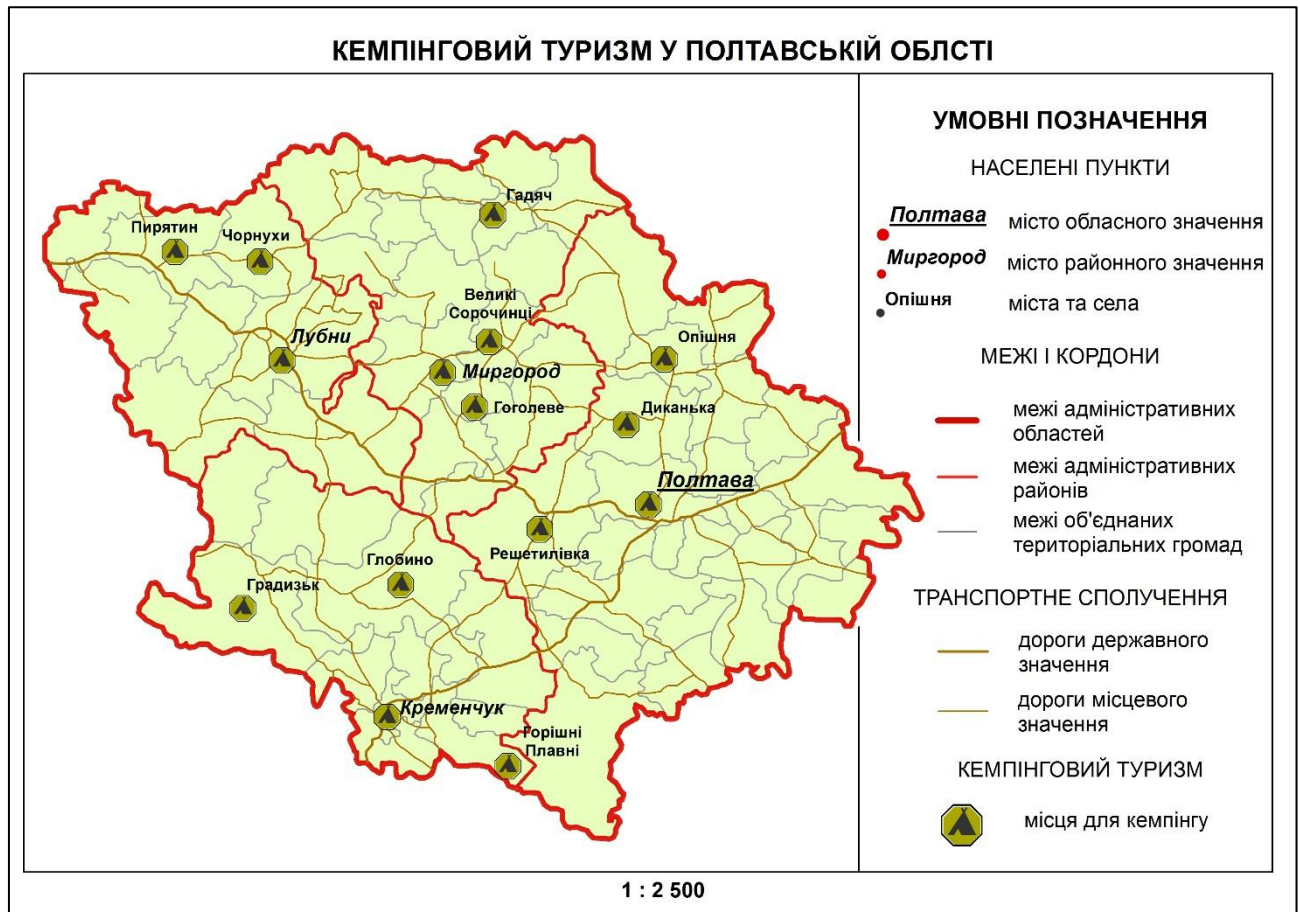 КЕМПІНГОВИЙ ТУРИЗМ У ПОЛТАВСЬКІЙ ОБЛСТІ
Гадяч
Пирятин
Чорнухи
Великі
Сорочинці
Лубни
Опішня
Миргород
Гоголеве
Диканька
Полтава
Решетилівка
Глобино
Градизьк
Кременчук
Горішні
Плавні
УМОВНІ ПОЗНАЧЕННЯ
НАСЕЛЕНІ ПУНКТИ
Полтава місто обласного значення
Миргород місто районного значення
Опішня міста та села
МЕЖІ І КОРДОНИ
межі адміністративних
областей
межі адміністративних
районів
межі об'єднаних
територіальних громад
ТРАНСПОРТНЕ СПОЛУЧЕННЯ
дороги державного
значення
дороги місцевого
значення
КЕМПІНГОВИЙ ТУРИЗМ
місця для кемпінгу
1 : 2 500